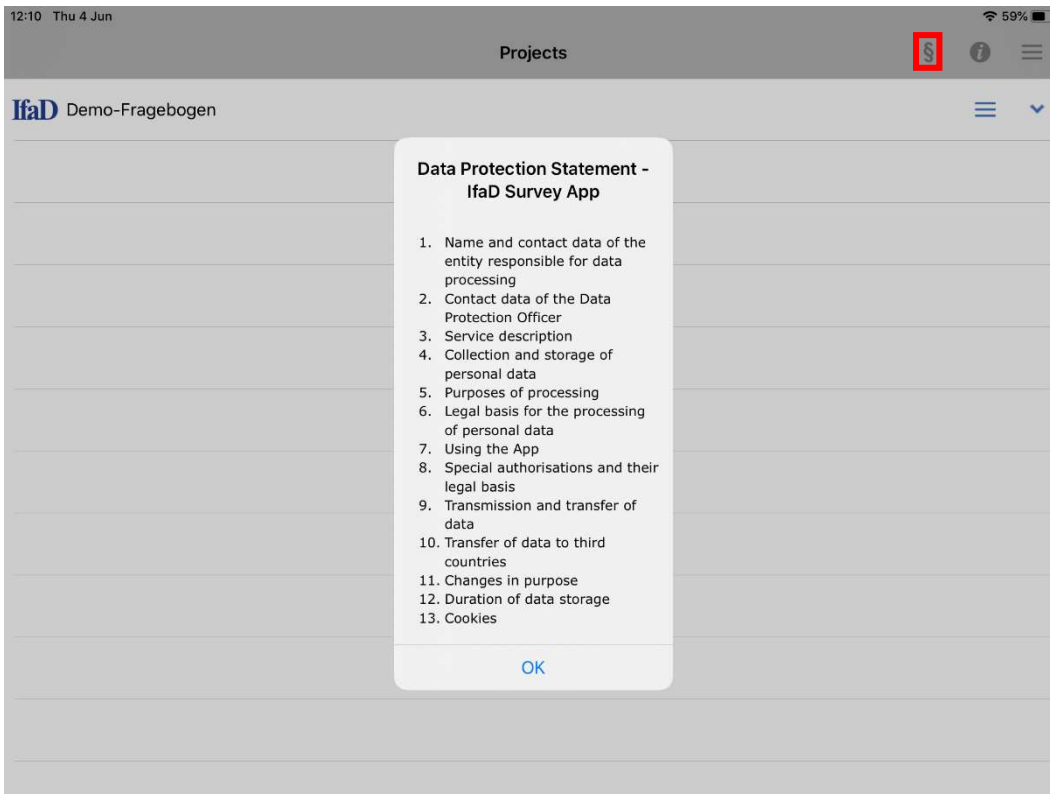 12:10 Thu 4 Jun
59%
Projects
§
i
IfaD Demo-Fragebogen
Data Protection Statement -
IfaD Survey App
1. Name and contact data of the
entity responsible for data
processing
2. Contact data of the Data
Protection Officer
3. Service description
4. Collection and storage of
personal data
5. Purposes of processing
6. Legal basis for the processing
of personal data
7. Using the App
8. Special authorisations and their
legal basis
9. Transmission and transfer of
data
10. Transfer of data to third
countries
11. Changes in purpose
12. Duration of data storage
13. Cookies
OK